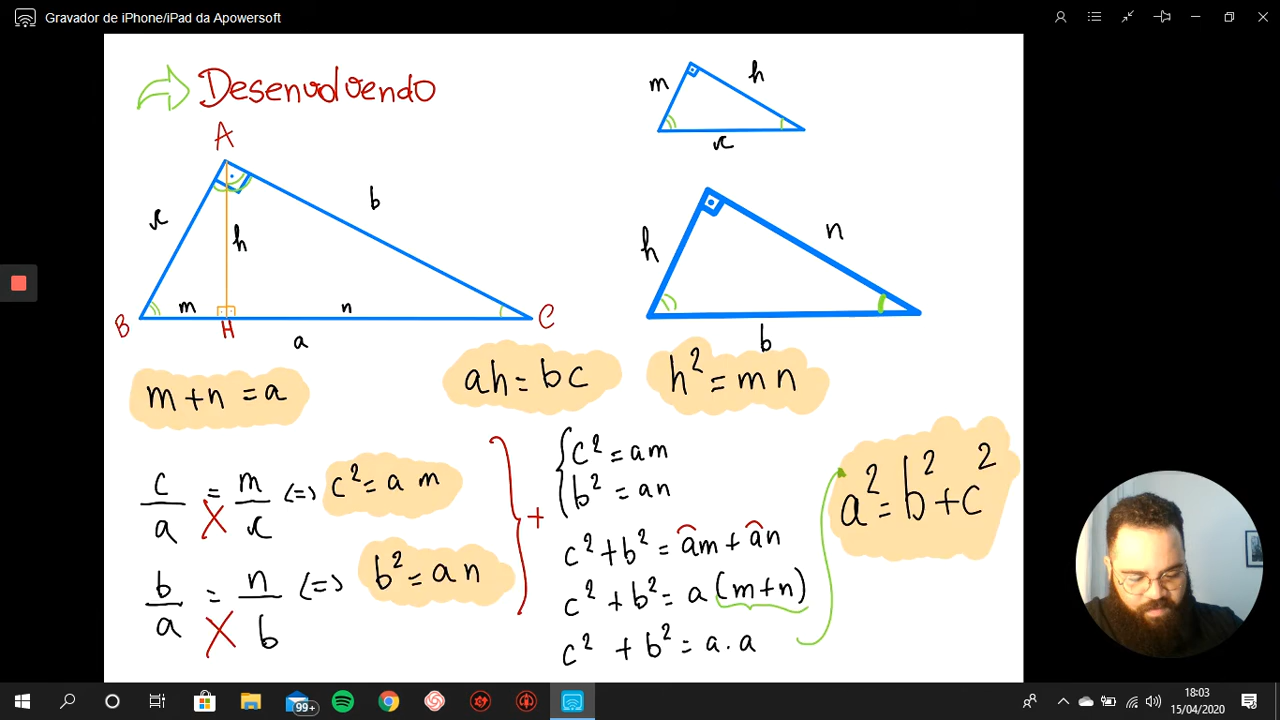 Gravador de iPhone/iPad da Apowersoft
Desenvolvendo
A
c
b
h
m
n
B
H
C
a
m
h
c
h
n
b
m+n=a
ah=bc
h²=mn
c/a = m/c <=> c²=am
b/a = n/b <=> b²=an
+
c²=am
b²=an
c²+b²=am+an
c²+b²=a(m+n)
c²+b²=a.a
a²=b²+c²
99+
18:03
15/04/2020